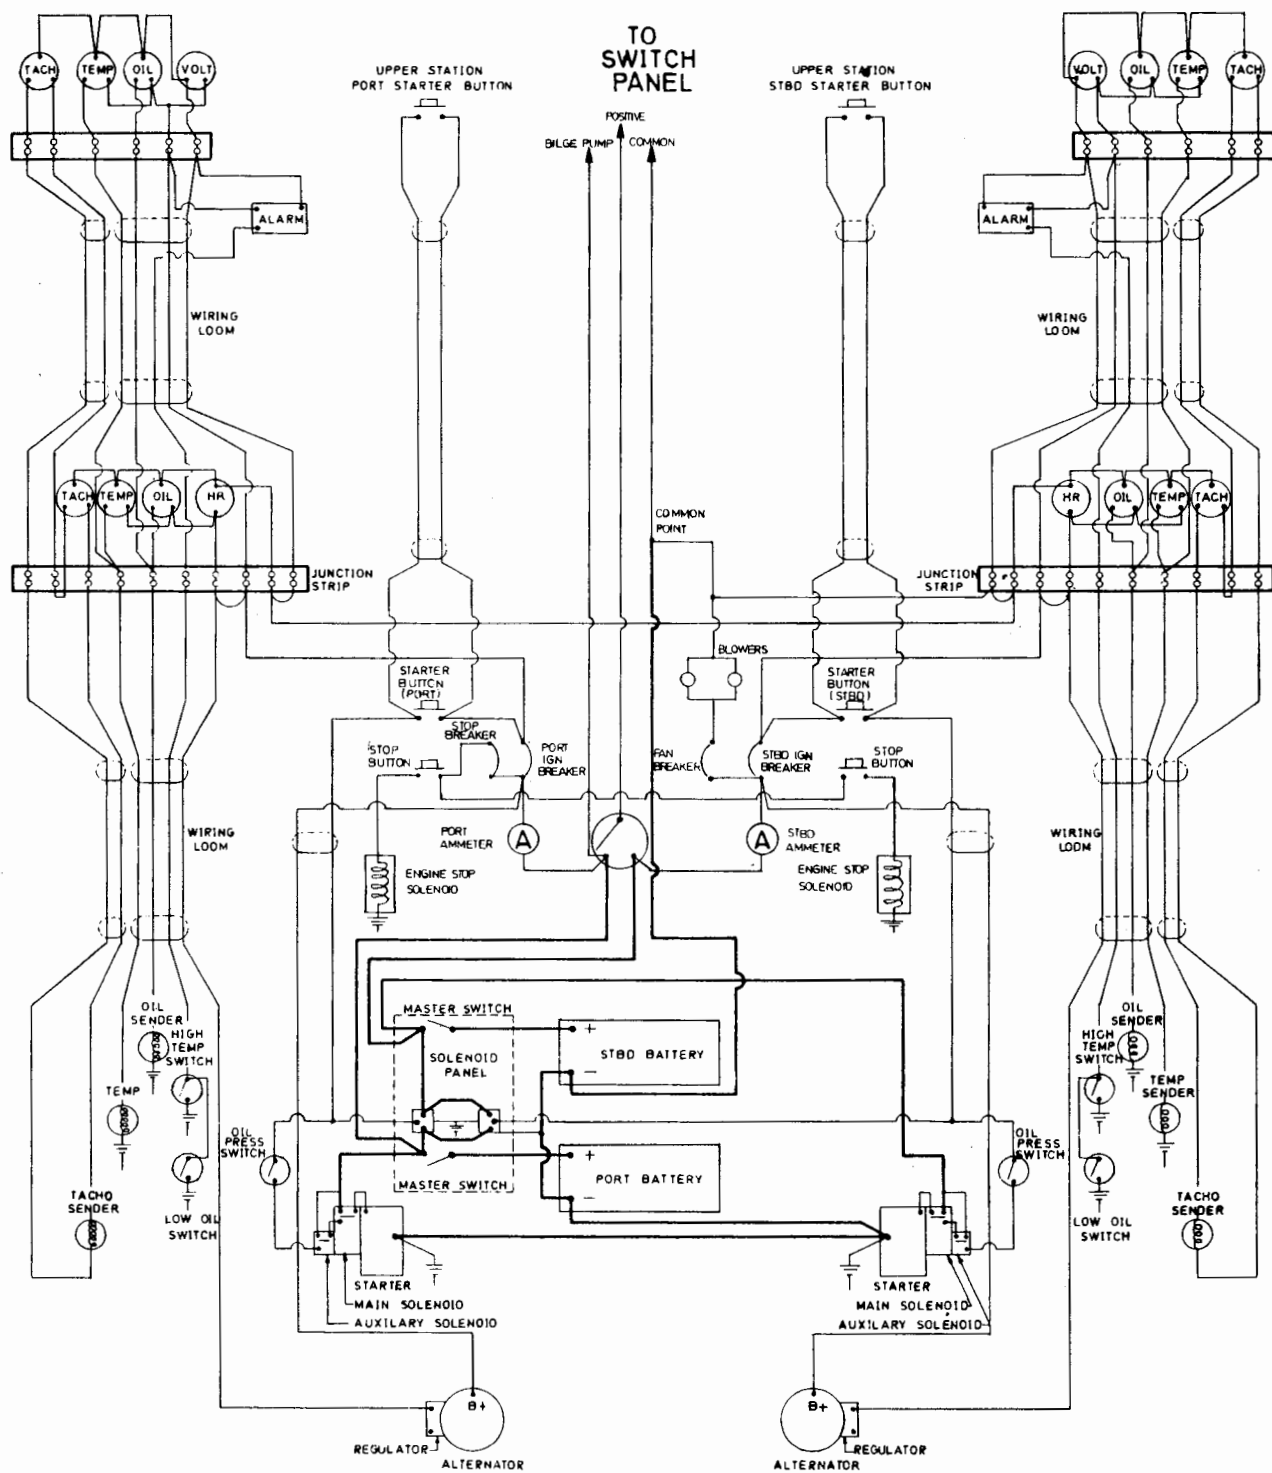 TO
SWITCH
PANEL
TACH
TEMP
OIL
VOLT
UPPER STATION
PORT STARTER BUTTON
UPPER STATION
STBD STARTER BUTTON
VOLT
OIL
TEMP
TACH
POSITIVE
BILGE PUMP
COMMON
ALARM
ALARM
WIRING
LOOM
WIRING
LOOM
TACH
TEMP
OIL
HR
HR
OIL
TEMP
TACH
COMMON
POINT
JUNCTION
STRIP
JUNCTION
STRIP
BLOWERS
STARTER
BUTTON
(PORT)
STARTER
BUTTON
(STBD)
STOP
BREAKER
STOP
BUTTON
PORT
IGN
BREAKER
FAN
BREAKER
STBD IGN
BREAKER
STOP
BUTTON
WIRING
LOOM
PORT
AMMETER
A
A
STBD
AMMETER
WIRING
LOOM
ENGINE STOP
SOLENOID
ENGINE STOP
SOLENOID
MASTER SWITCH
SOLENOID
PANEL
+
STBD BATTERY
–
OIL
SENDER
HIGH
TEMP
SWITCH
OIL
SENDER
HIGH
TEMP
SWITCH
TEMP
TEMP
SENDER
OIL
PRESS
SWITCH
OIL
PRESS
SWITCH
+
PORT BATTERY
–
MASTER SWITCH
TACHO
SENDER
LOW OIL
SWITCH
LOW OIL
SWITCH
TACHO
SENDER
STARTER
MAIN SOLENOID
AUXILARY SOLENOID
STARTER
MAIN SOLENOID
AUXILARY SOLENOID
B+
B+
REGULATOR
ALTERNATOR
REGULATOR
ALTERNATOR